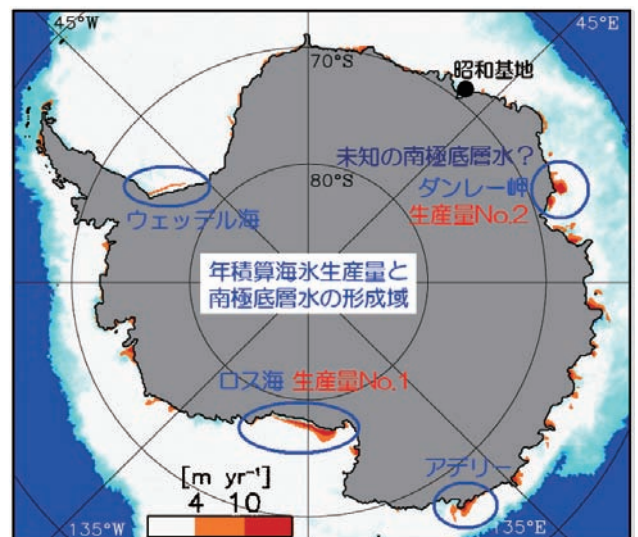 45°W
45°E
70°S
昭和基地
未知の南極底層水？
80°S
ダンレー岬
生産量No.2
ウェッデル海
年積算海氷生産量と
南極底層水の形成域
ロス海 生産量No.1
アデリー
[m yr⁻¹]
4 10
135°W
135°E